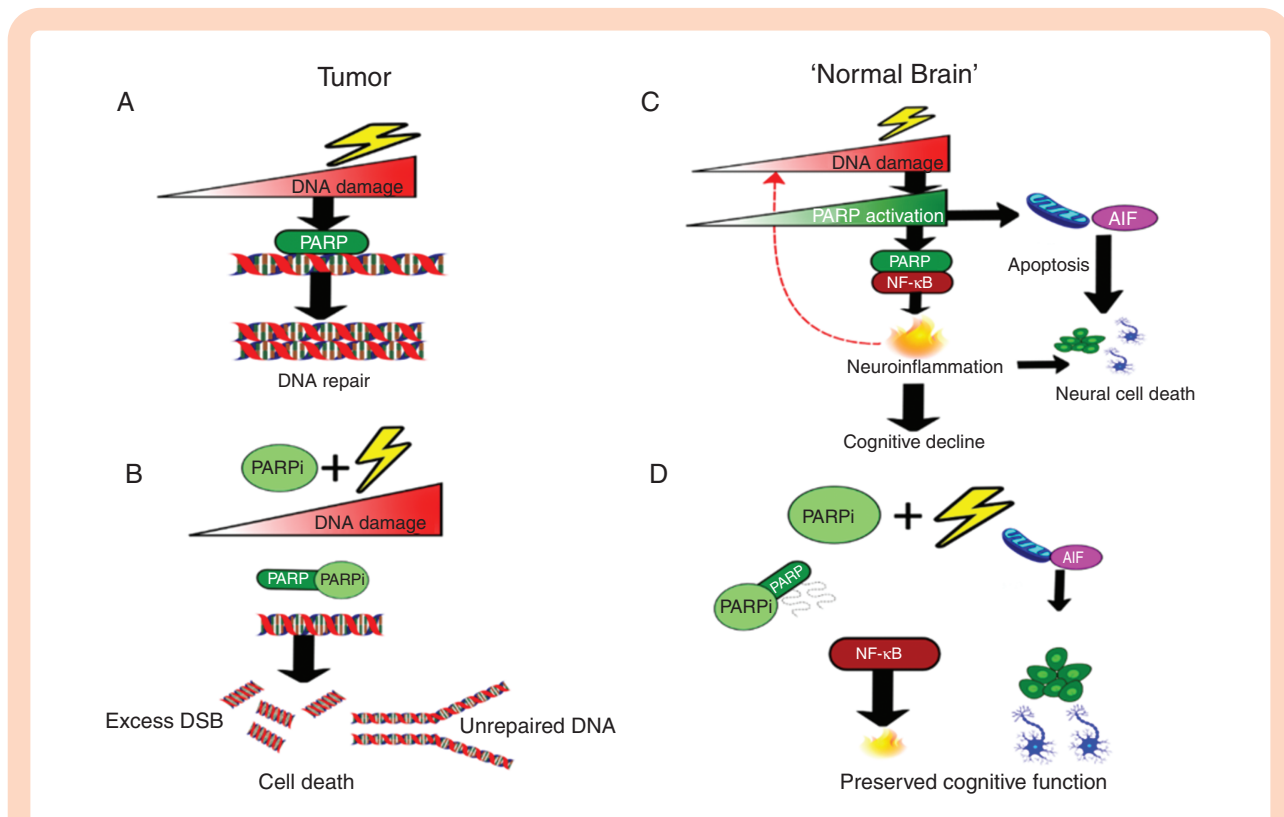 Tumor
A
DNA damage
PARP
DNA repair
B
PARPi
+
DNA damage
PARP
PARPi
Excess DSB
Unrepaired DNA
Cell death
'Normal Brain'
C
DNA damage
PARP activation
AIF
PARP
NF-κB
Apoptosis
Neuroinflammation
Neural cell death
Cognitive decline
D
PARPi
+
AIF
PARP
PARPi
NF-κB
Preserved cognitive function